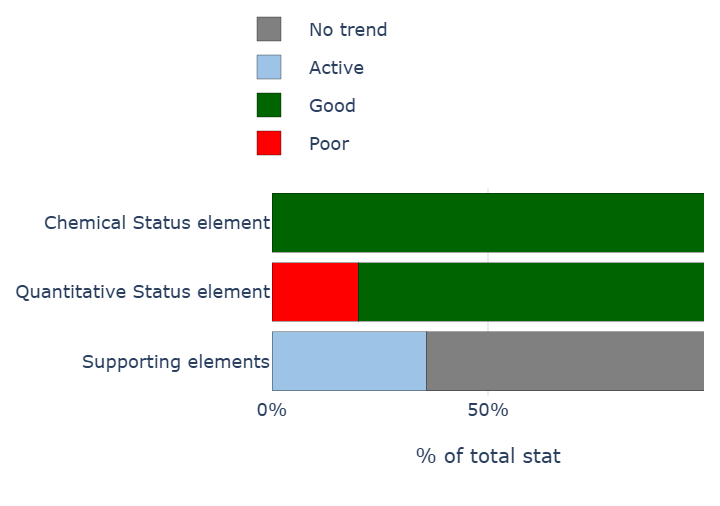 No trend
Active
Good
Poor
Chemical Status element
Quantitative Status element
Supporting elements
0%
50%
% of total stat